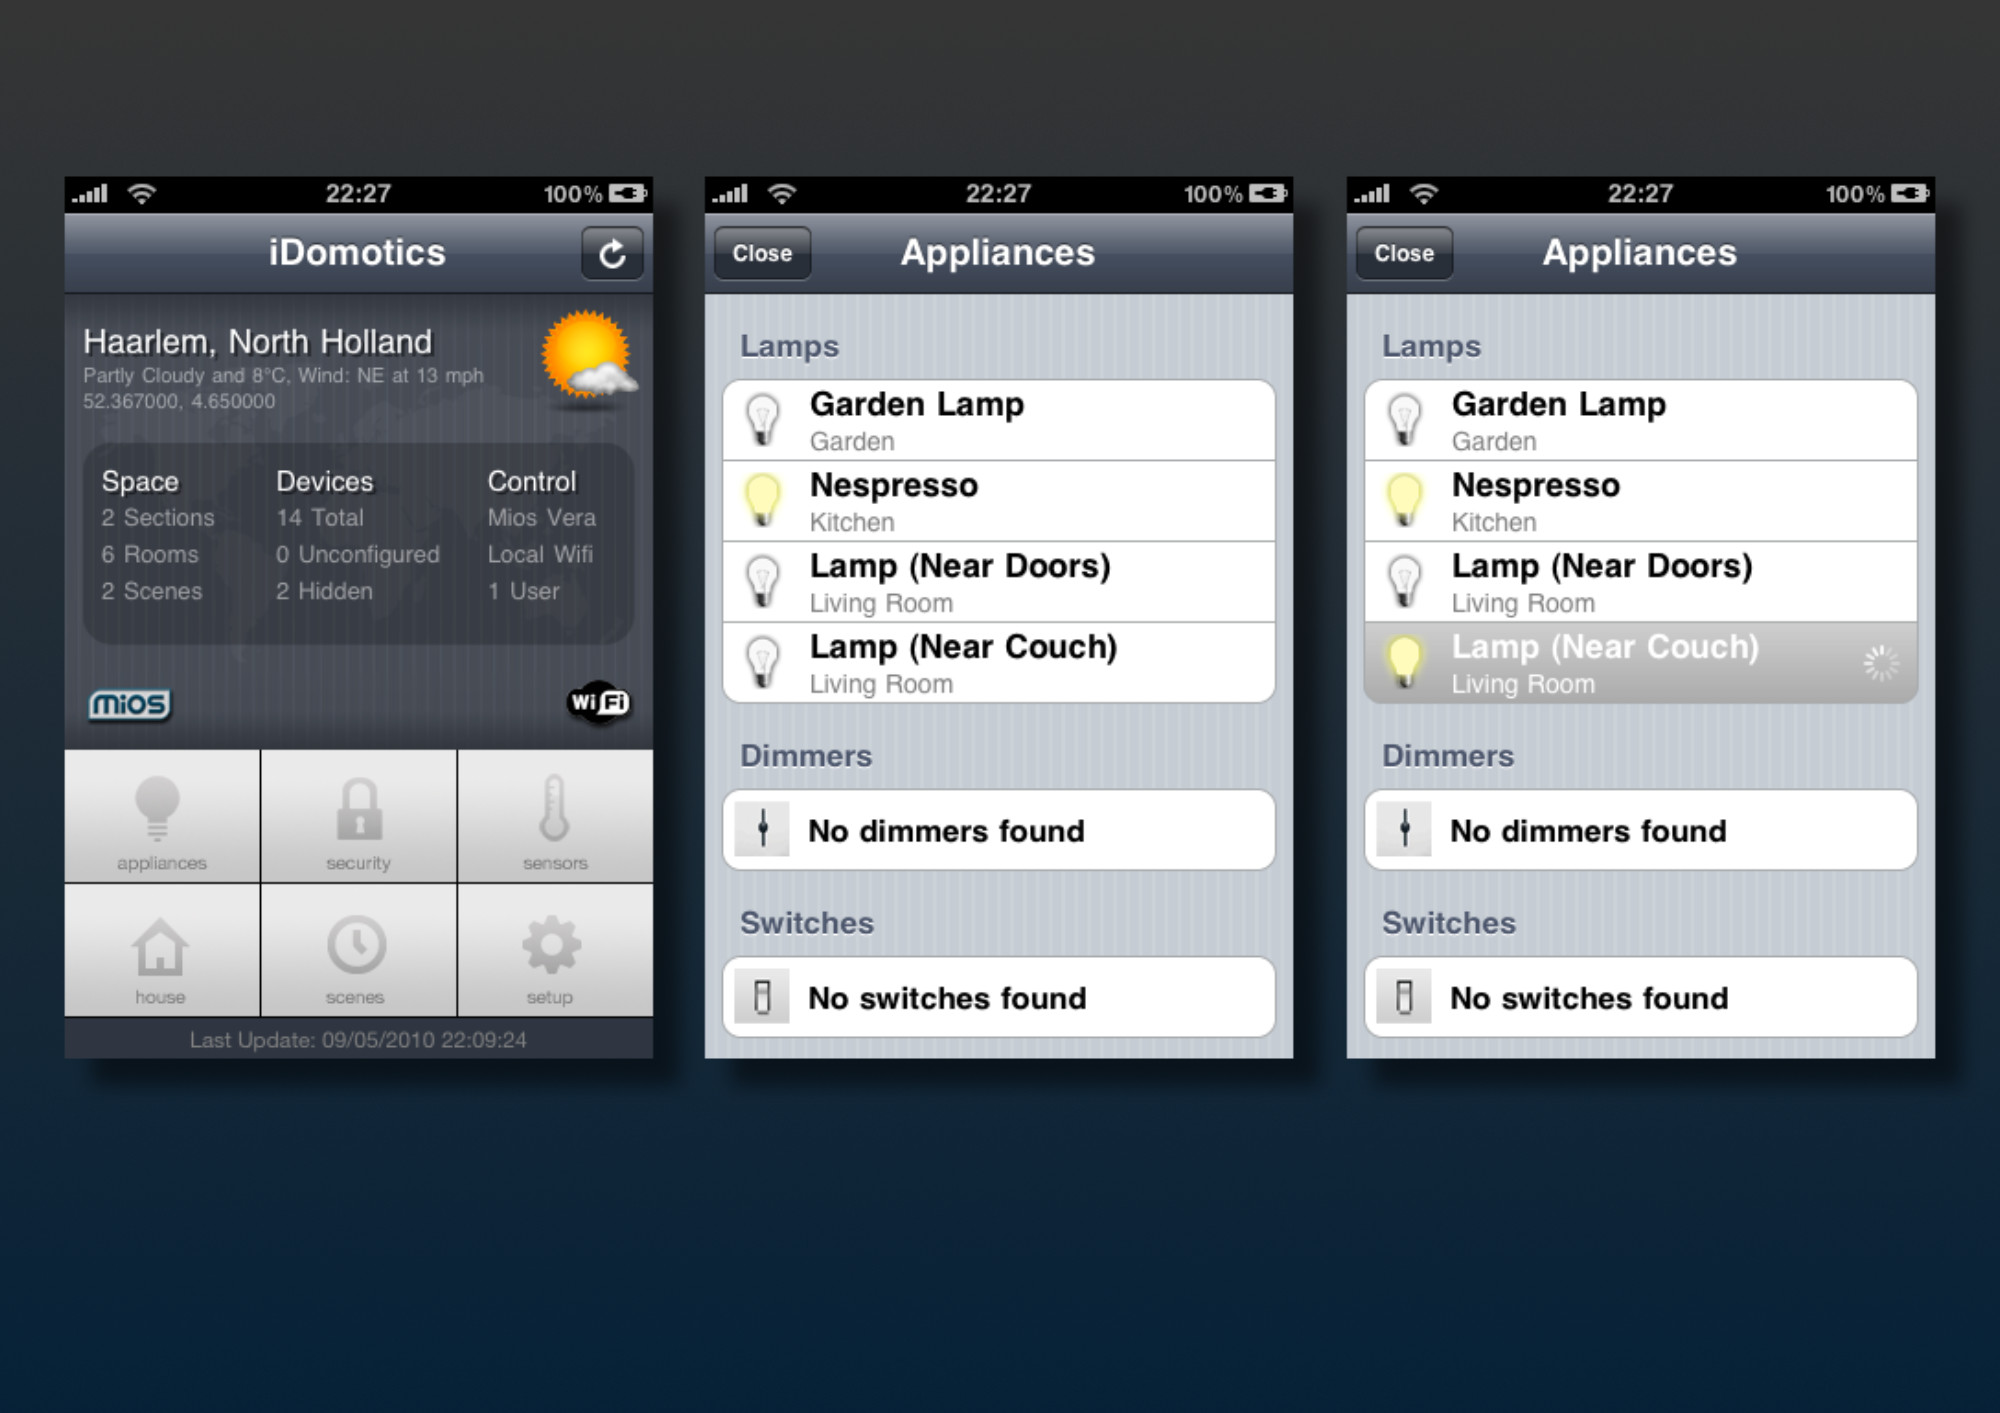 22:27
100%
iDomotics
Haarlem, North Holland
Partly Cloudy and 8°C, Wind: NE at 13 mph
52.367000, 4.650000
Space
2 Sections
6 Rooms
2 Scenes
Devices
14 Total
0 Unconfigured
2 Hidden
Control
Mios Vera
Local Wifi
1 User
mios
Wi Fi
appliances
security
sensors
house
scenes
setup
Last Update: 09/05/2010 22:09:24
22:27
100%
Close
Appliances
Lamps
Garden Lamp
Garden
Nespresso
Kitchen
Lamp (Near Doors)
Living Room
Lamp (Near Couch)
Living Room
Dimmers
No dimmers found
Switches
No switches found
22:27
100%
Close
Appliances
Lamps
Garden Lamp
Garden
Nespresso
Kitchen
Lamp (Near Doors)
Living Room
Lamp (Near Couch)
Living Room
Dimmers
No dimmers found
Switches
No switches found